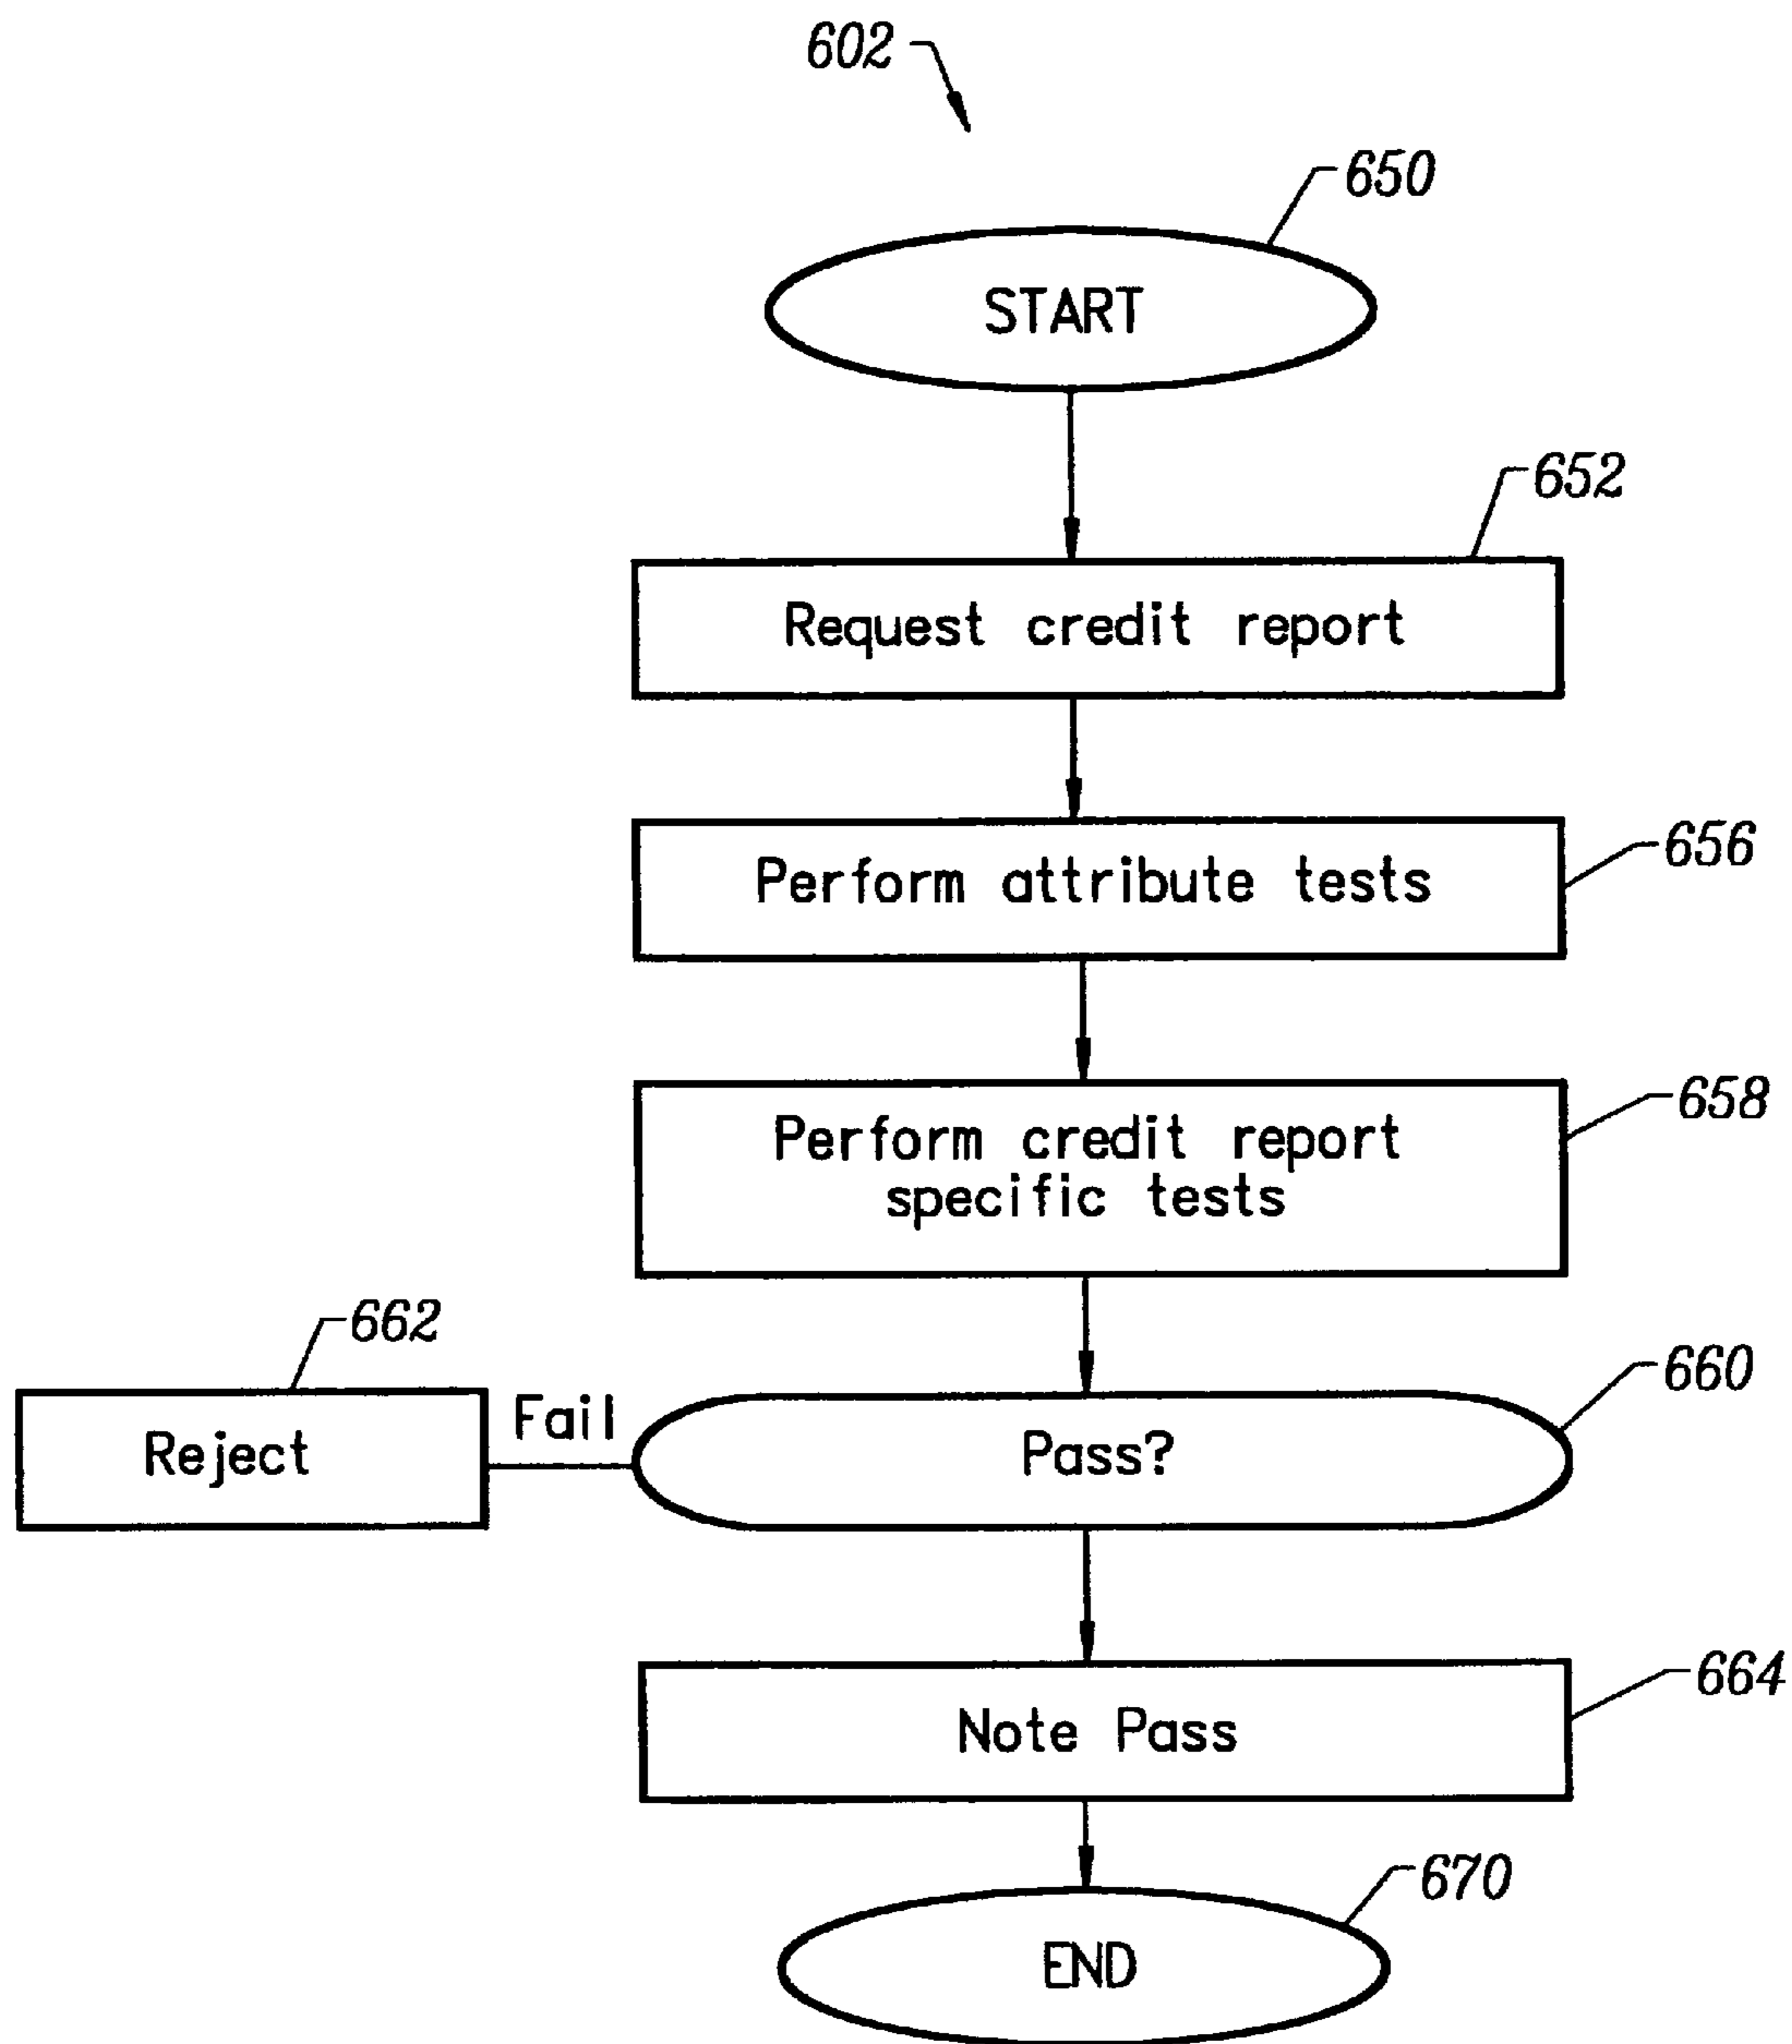 602
650
START
652
Request credit report
656
Perform attribute tests
658
Perform credit report
specific tests
662
660
Reject
Fail
Pass?
664
Note Pass
670
END